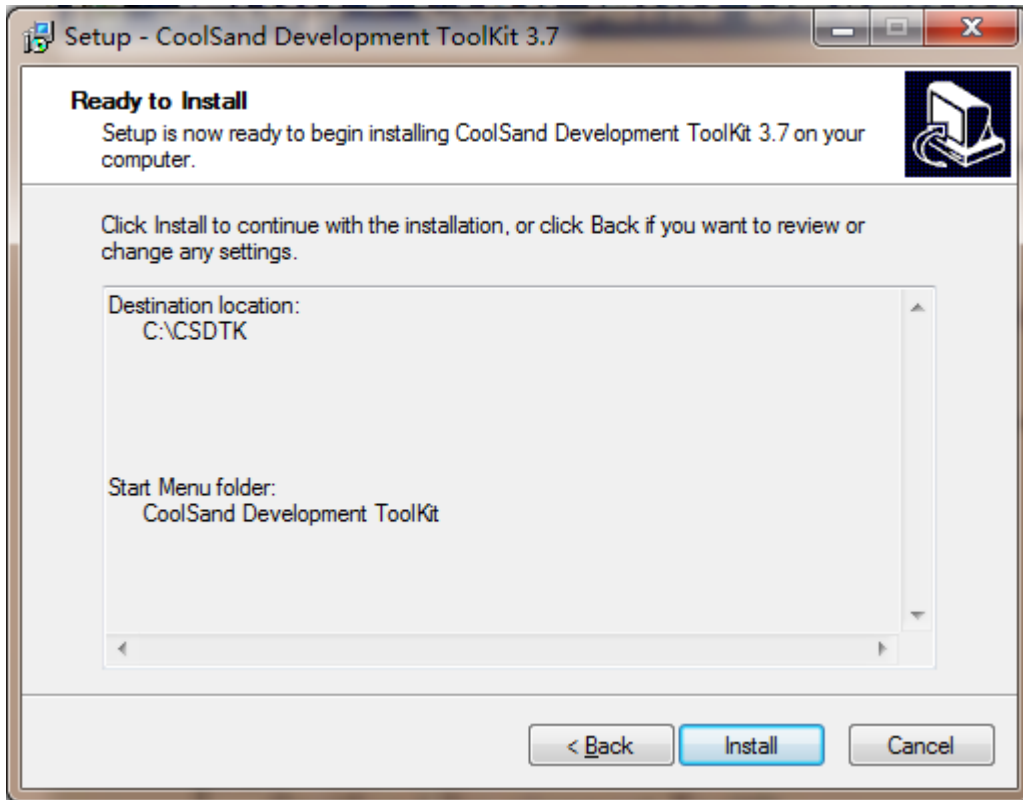 Setup - CoolSand Development ToolKit 3.7
Ready to Install
Setup is now ready to begin installing CoolSand Development ToolKit 3.7 on your
computer.
Click Install to continue with the installation, or click Back if you want to review or
change any settings.
Destination location:
C:\CSDTK
Start Menu folder:
CoolSand Development ToolKit
< Back
Install
Cancel